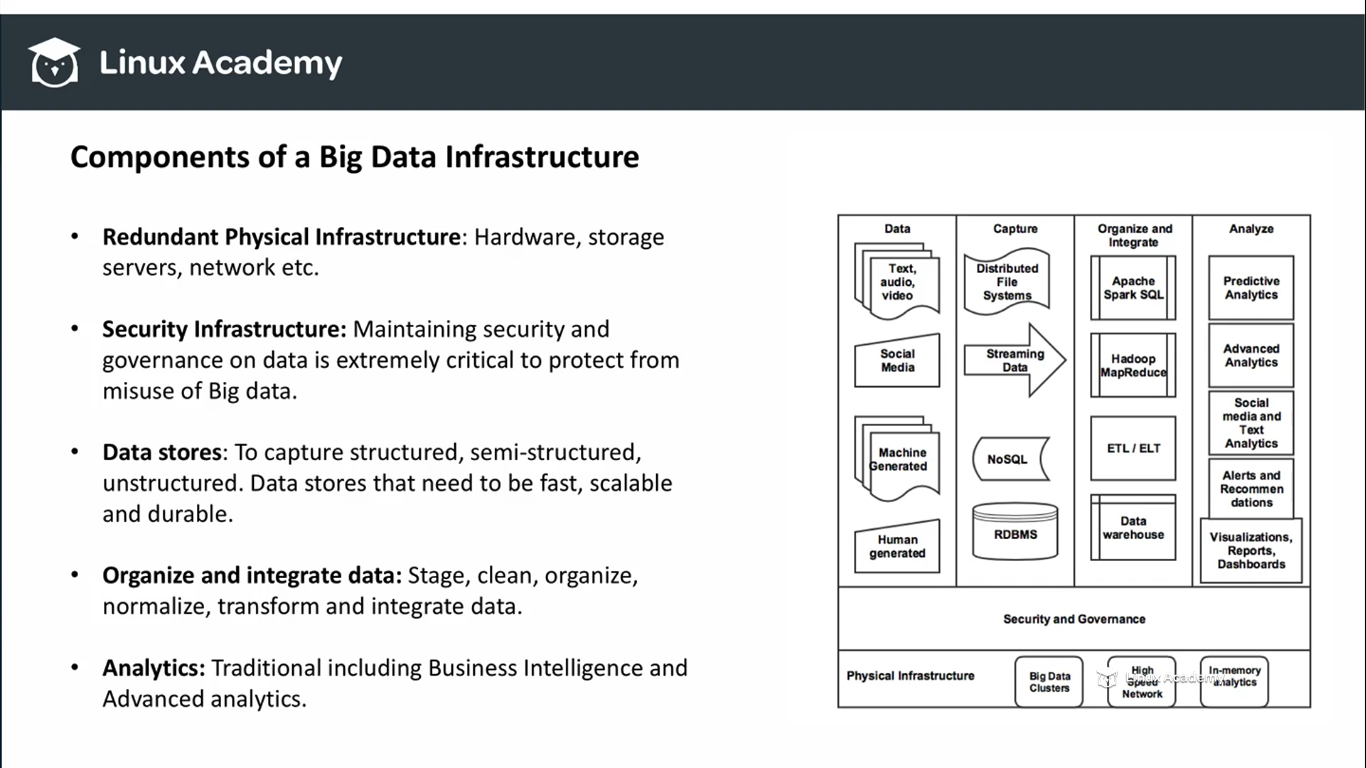 Linux Academy
Components of a Big Data Infrastructure
• Redundant Physical Infrastructure: Hardware, storage
servers, network etc.
• Security Infrastructure: Maintaining security and
governance on data is extremely critical to protect from
misuse of Big data.
• Data stores: To capture structured, semi-structured,
unstructured. Data stores that need to be fast, scalable
and durable.
• Organize and integrate data: Stage, clean, organize,
normalize, transform and integrate data.
• Analytics: Traditional including Business Intelligence and
Advanced analytics.
Data
Text,
audio,
video
Social
Media
Machine
Generated
Human
generated
Capture
Distributed
File
Systems
Streaming
Data
NoSQL
RDBMS
Organize and
Integrate
Apache
Spark SQL
Hadoop
MapReduce
ETL / ELT
Data
warehouse
Analyze
Predictive
Analytics
Advanced
Analytics
Social
media and
Text
Analytics
Alerts and
Recommen
dations
Visualizations,
Reports,
Dashboards
Security and Governance
Physical Infrastructure
Big Data
Clusters
High
Speed
Network
In-memory
analytics
Linux Academy